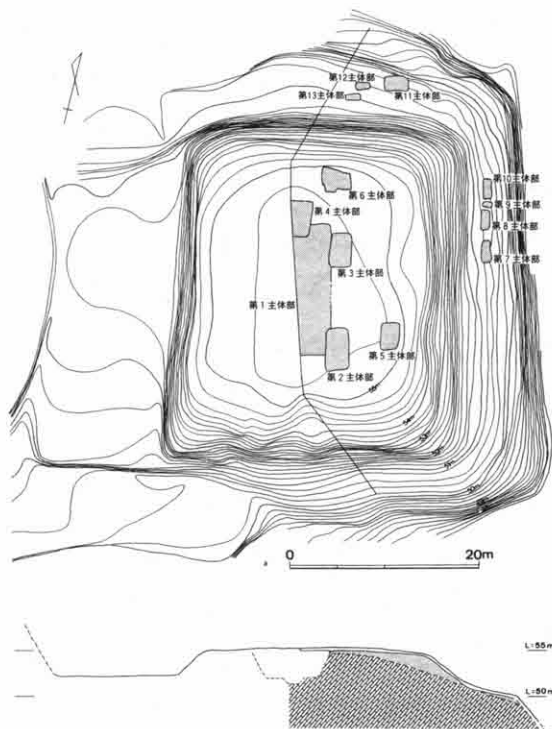 第12主体部
第13主体部
第11主体部
第10主体部
第9主体部
第8主体部
第7主体部
第6主体部
第4主体部
第3主体部
第1主体部
第5主体部
第2主体部
0 20m
L=55m
L=50m